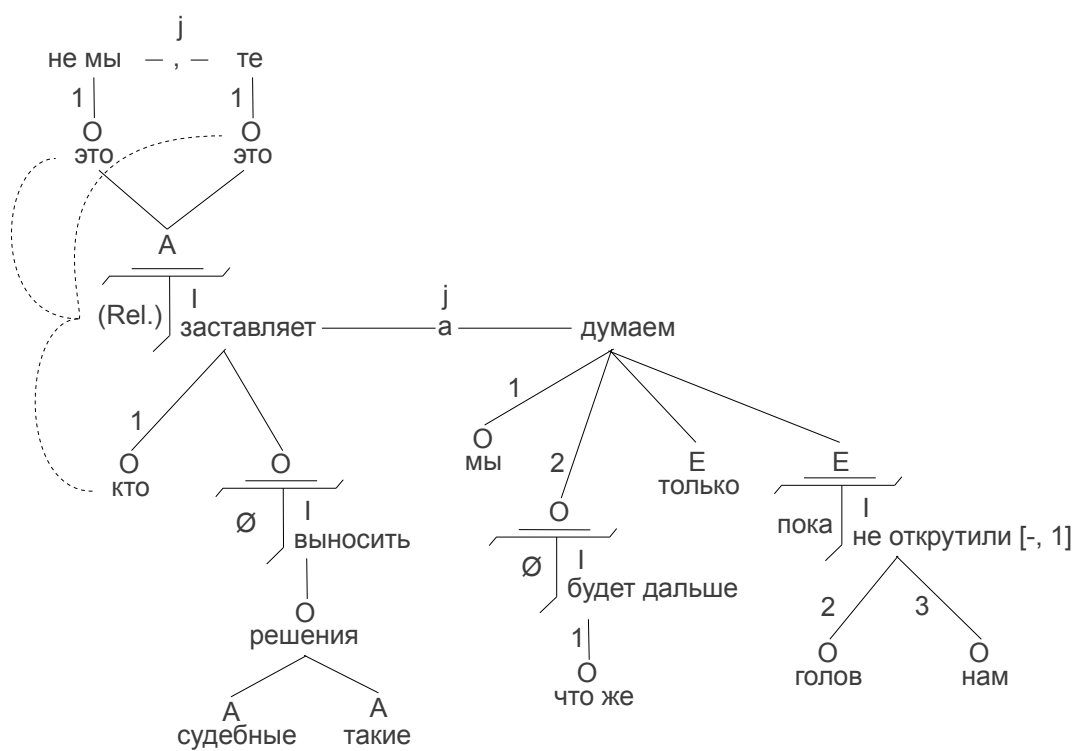 j
не мы – , – те
1 1
O O
это это
A
(Rel.) I j
заставляет а думаем
1 1
O мы
2
O O E E
кто только
Ø I O пока I
выносить не открутили [-, 1]
Ø I
будет дальше
O 2 3
решения 1
O O O
что же голов нам
A A
судебные такие